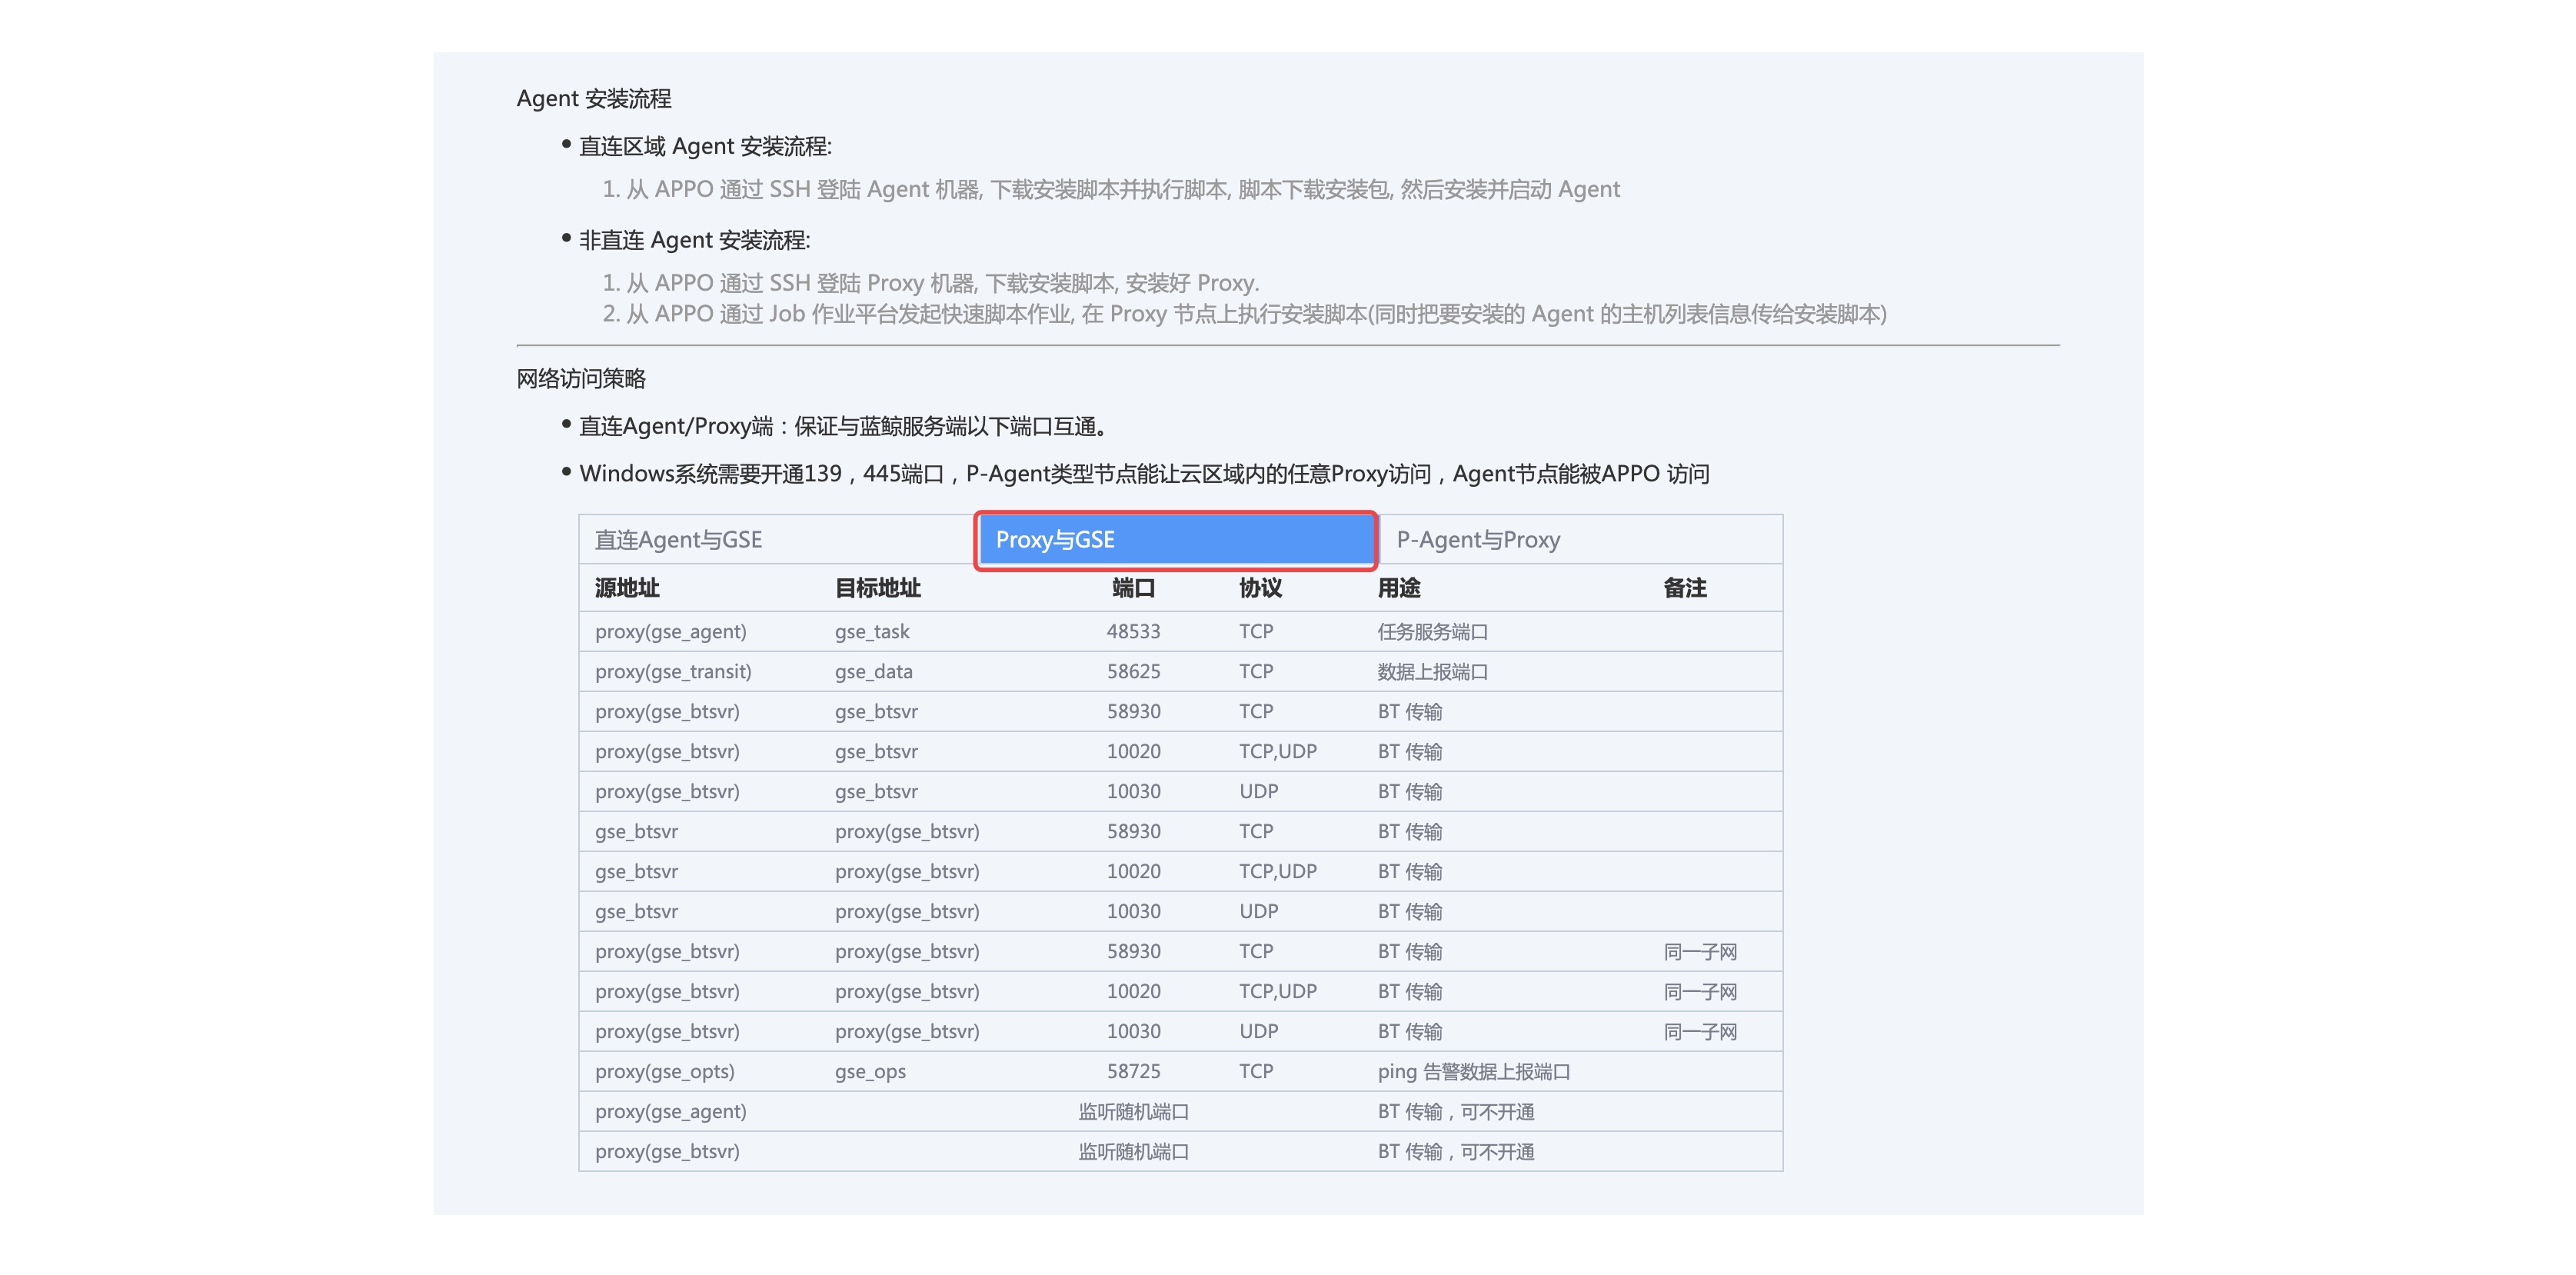 Agent 安装流程
• 直连区域 Agent 安装流程:
1. 从 APPO 通过 SSH 登陆 Agent 机器, 下载安装脚本并执行脚本, 脚本下载安装包, 然后安装并启动 Agent
• 非直连 Agent 安装流程:
1. 从 APPO 通过 SSH 登陆 Proxy 机器, 下载安装脚本, 安装好 Proxy.
2. 从 APPO 通过 Job 作业平台发起快速脚本作业, 在 Proxy 节点上执行安装脚本(同时把要安装的 Agent 的主机列表信息传给安装脚本)
网络访问策略
• 直连Agent/Proxy端：保证与蓝鲸服务端以下端口互通。
• Windows系统需要开通139，445端口，P-Agent类型节点能让云区域内的任意Proxy访问，Agent节点能被APPO 访问
直连Agent与GSE Proxy与GSE P-Agent与Proxy
源地址 目标地址 端口 协议 用途 备注
proxy(gse_agent) gse_task 48533 TCP 任务服务端口
proxy(gse_transit) gse_data 58625 TCP 数据上报端口
proxy(gse_btsvr) gse_btsvr 58930 TCP BT 传输
proxy(gse_btsvr) gse_btsvr 10020 TCP,UDP BT 传输
proxy(gse_btsvr) gse_btsvr 10030 UDP BT 传输
gse_btsvr proxy(gse_btsvr) 58930 TCP BT 传输
gse_btsvr proxy(gse_btsvr) 10020 TCP,UDP BT 传输
gse_btsvr proxy(gse_btsvr) 10030 UDP BT 传输
proxy(gse_btsvr) proxy(gse_btsvr) 58930 TCP BT 传输 同一子网
proxy(gse_btsvr) proxy(gse_btsvr) 10020 TCP,UDP BT 传输 同一子网
proxy(gse_btsvr) proxy(gse_btsvr) 10030 UDP BT 传输 同一子网
proxy(gse_opts) gse_ops 58725 TCP ping 告警数据上报端口
proxy(gse_agent) 监听随机端口 BT 传输，可不开通
proxy(gse_btsvr) 监听随机端口 BT 传输，可不开通